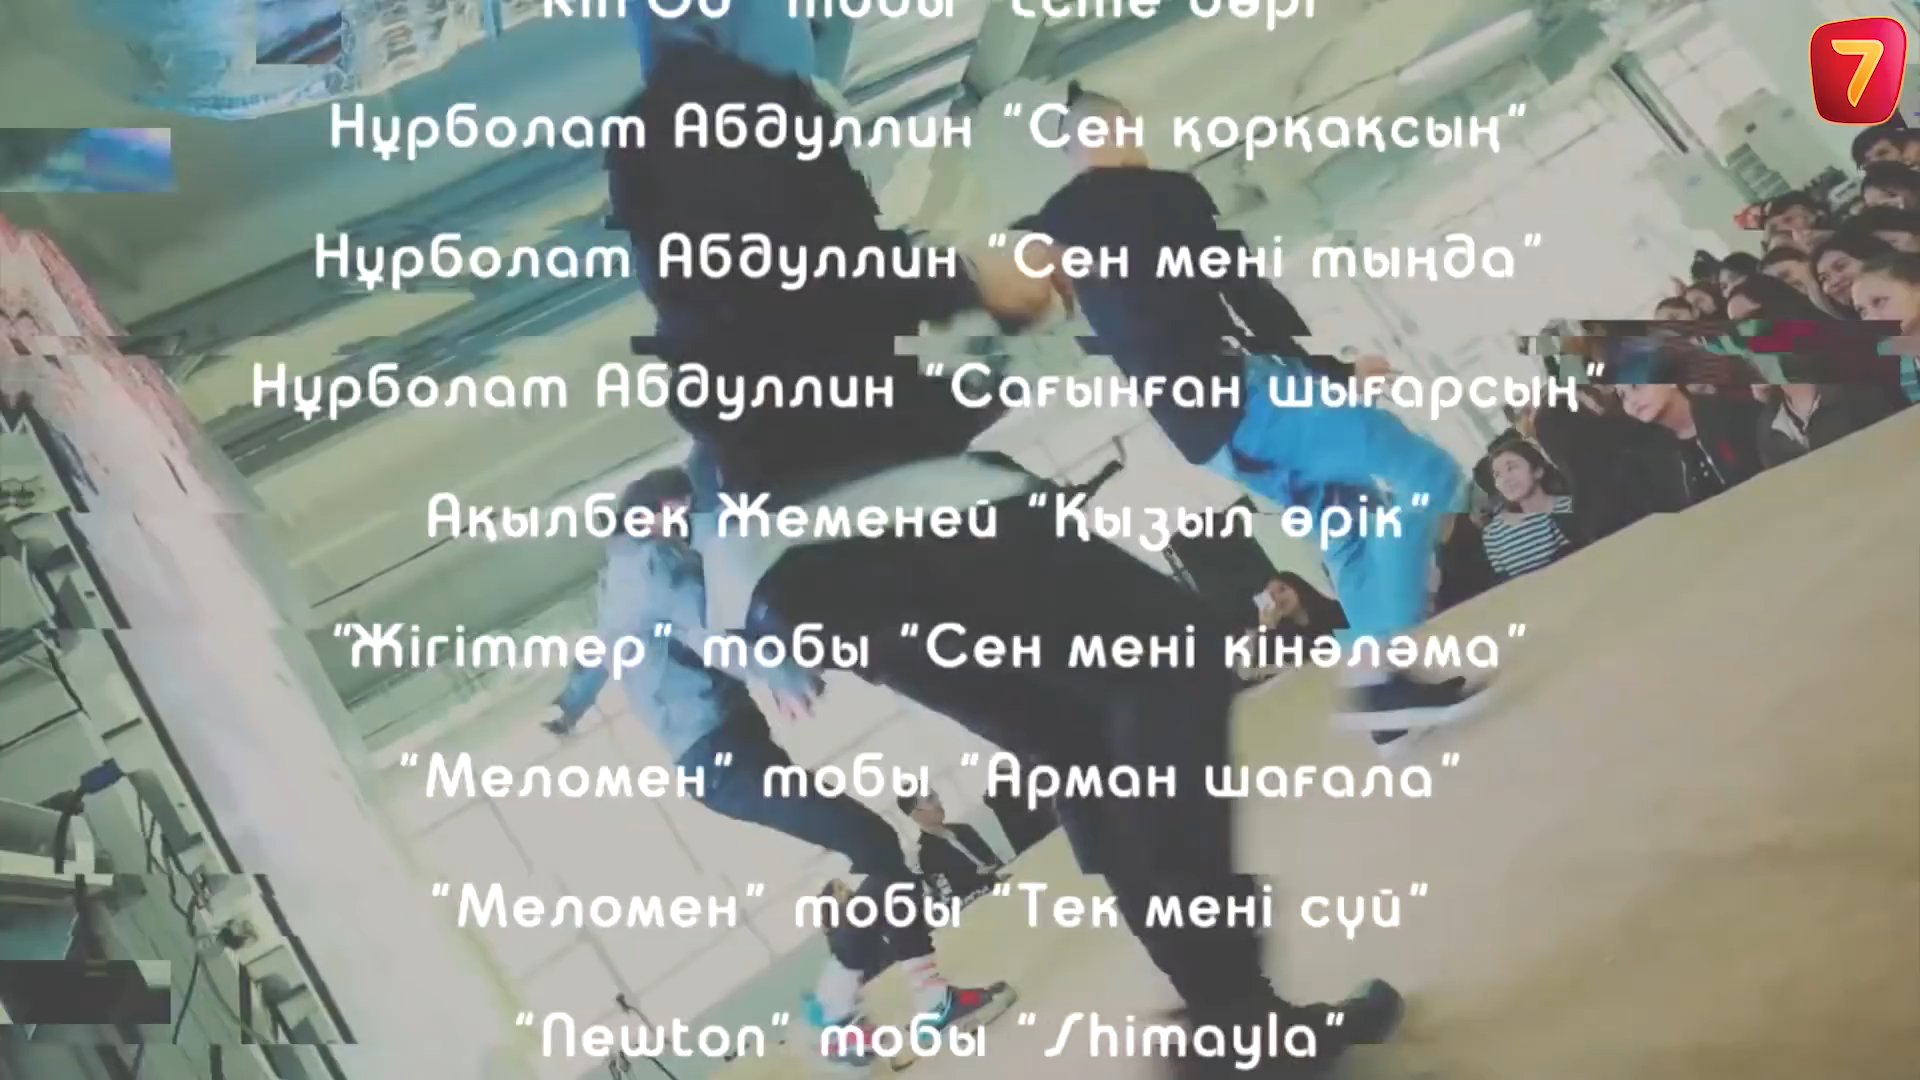 7
тобы
Нұрболат Абдуллин "Сен қорқақсың"
Нұрболат Абдуллин "Сен мені тыңда"
Нұрболат Абдуллин "Сағынған шығарсың"
Ақылбек Жеменей "Қызыл өрік"
"Жігіттер" тобы "Сен мені кінәләма"
"Меломен" тобы "Арман шағала"
"Меломен" тобы "Тек мені сүй"
"Newton" тобы "Shimayla"